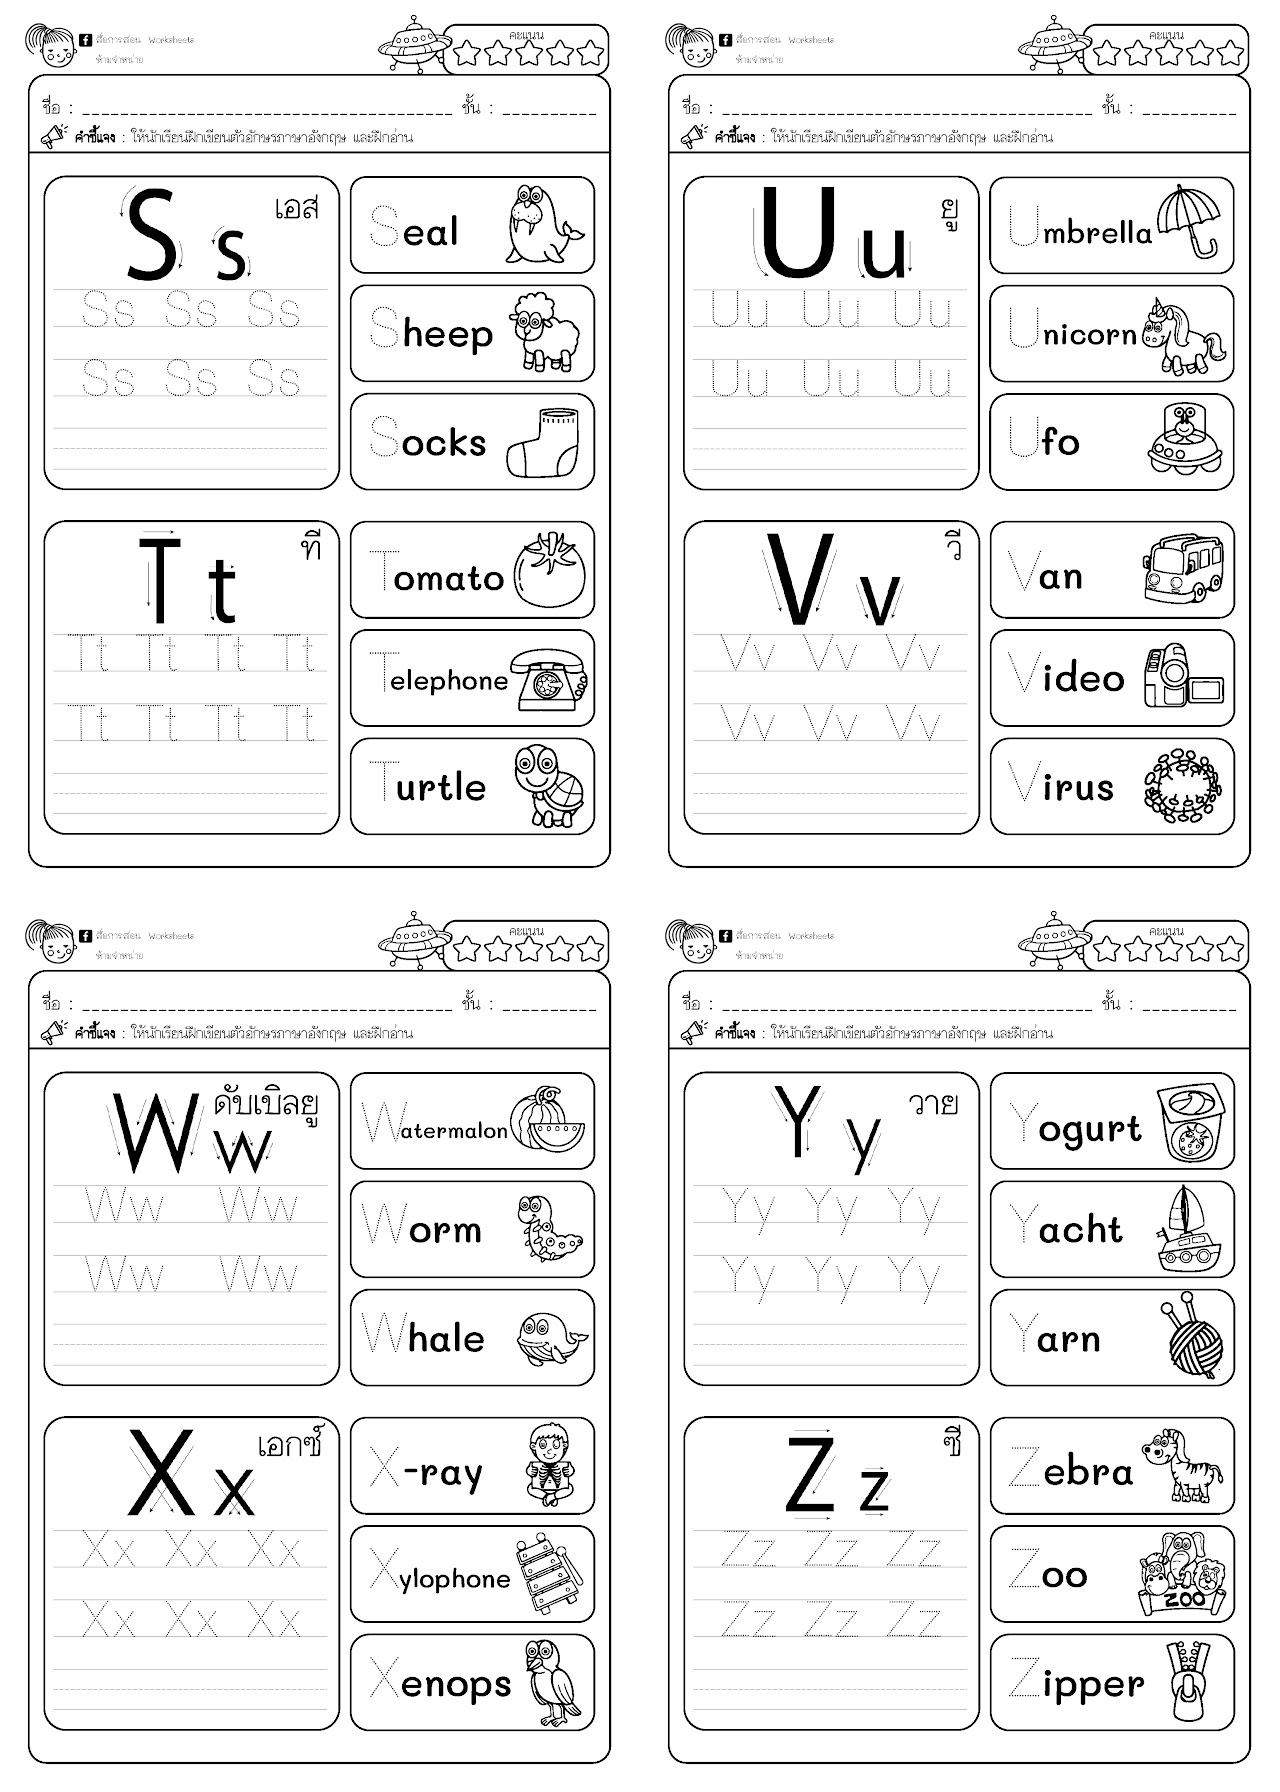 สื่อการสอน Worksheets
ห้ามจำหน่าย
คะแนน
ชื่อ : ชั้น :
คำชี้แจง : ให้นักเรียนฝึกเขียนตัวอักษรภาษาอังกฤษ และฝึกอ่าน
S s เอส
Ss Ss Ss
Ss Ss Ss
Seal
Sheep
Socks
T t ที
Tt Tt Tt Tt
Tt Tt Tt Tt
Tomato
Telephone
Turtle
สื่อการสอน Worksheets
ห้ามจำหน่าย
คะแนน
ชื่อ : ชั้น :
คำชี้แจง : ให้นักเรียนฝึกเขียนตัวอักษรภาษาอังกฤษ และฝึกอ่าน
U u ยู
Uu Uu Uu
Uu Uu Uu
Umbrella
Unicorn
Ufo
V v วี
Vv Vv Vv
Vv Vv Vv
Van
Video
Virus
สื่อการสอน Worksheets
ห้ามจำหน่าย
คะแนน
ชื่อ : ชั้น :
คำชี้แจง : ให้นักเรียนฝึกเขียนตัวอักษรภาษาอังกฤษ และฝึกอ่าน
W w ดับเบิลยู
Ww Ww
Ww Ww
Watermalon
Worm
Whale
X x เอกซ์
Xx Xx Xx
Xx Xx Xx
X-ray
Xylophone
Xenops
สื่อการสอน Worksheets
ห้ามจำหน่าย
คะแนน
ชื่อ : ชั้น :
คำชี้แจง : ให้นักเรียนฝึกเขียนตัวอักษรภาษาอังกฤษ และฝึกอ่าน
Y y วาย
Yy Yy Yy
Yy Yy Yy
Yogurt
Yacht
Yarn
Z z ซี
Zz Zz Zz
Zz Zz Zz
Zebra
Zoo
ZOO
Zipper